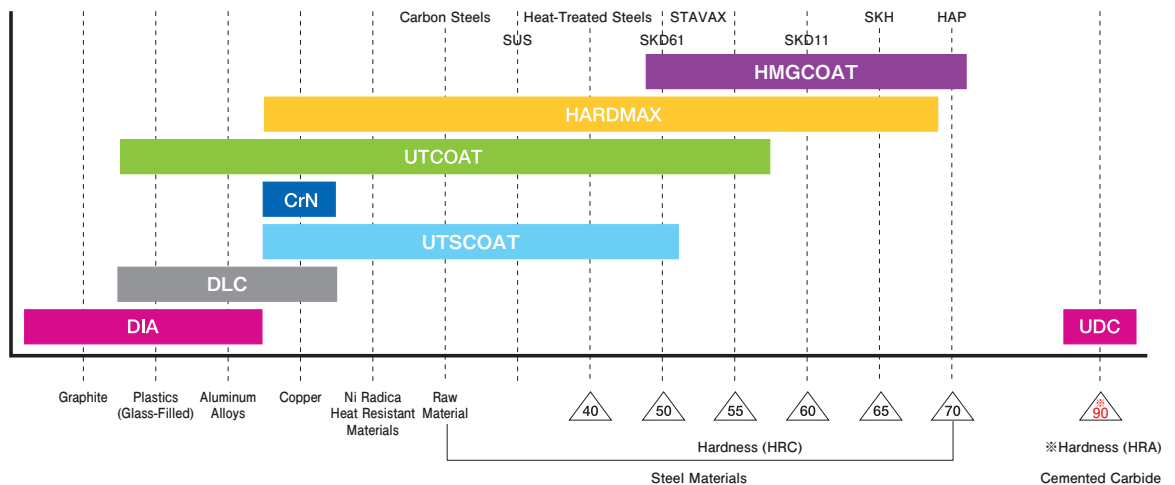 Carbon Steels Heat-Treated Steels STAVAX SKH HAP
SUS SKD61 SKD11
HMGCOAT
HARDMAX
UTCOAT
CrN
UTSCOAT
DLC
DIA UDC
Graphite Plastics Aluminum Copper Ni Radica Raw 40 50 55 60 65 70 ※90
(Glass-Filled) Alloys Heat Resistant Material
Materials
Hardness (HRC) ※Hardness (HRA)
Steel Materials Cemented Carbide